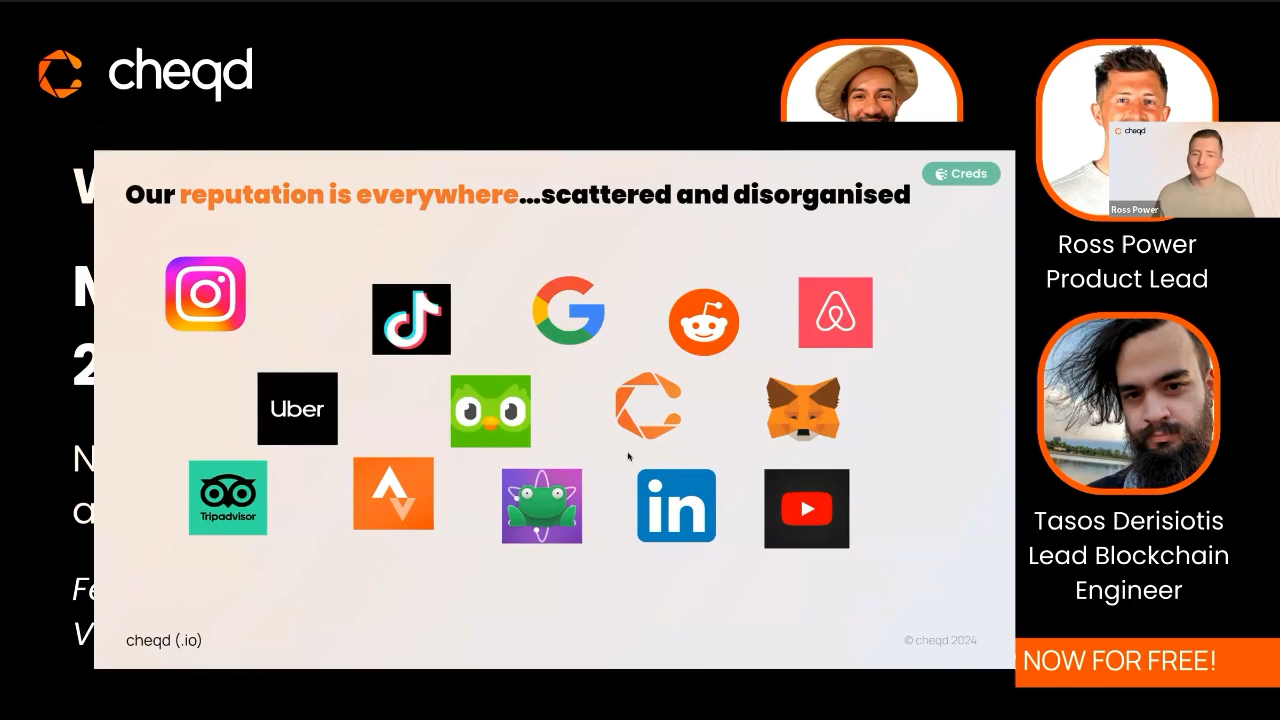 cheqd
cheqd
Ross Power
Ross Power
Product Lead
Creds
Our reputation is everywhere...scattered and disorganised
Uber
Tripadvisor
in
Tasos Derisiotis
Lead Blockchain
Engineer
cheqd (.io)
© cheqd 2024
NOW FOR FREE!